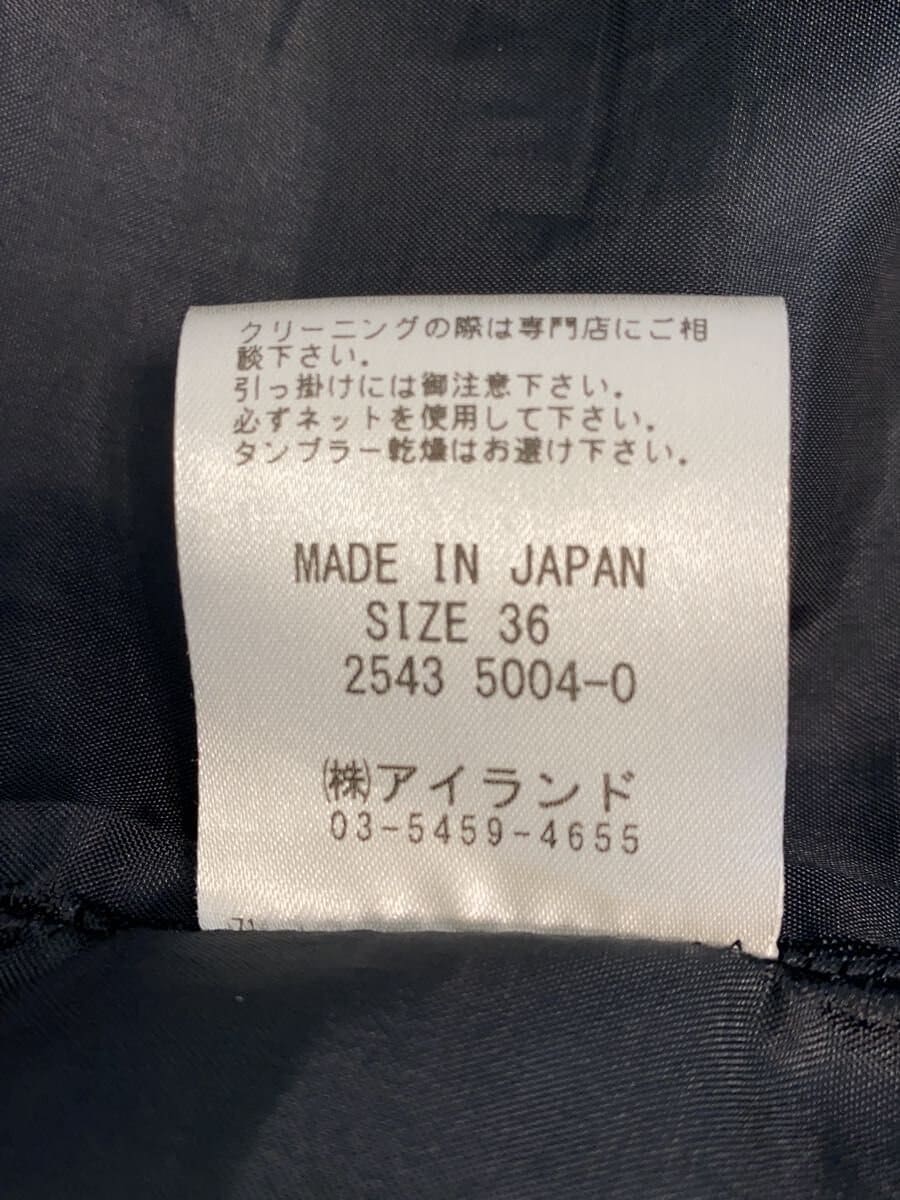 クリーニングの際は専門店にご相
談下さい。
引っ掛けには御注意下さい。
必ずネットを使用して下さい。
タンブラー乾燥はお避け下さい。
MADE IN JAPAN
SIZE 36
2543 5004-0
㈱アイランド
03-5459-4655
71